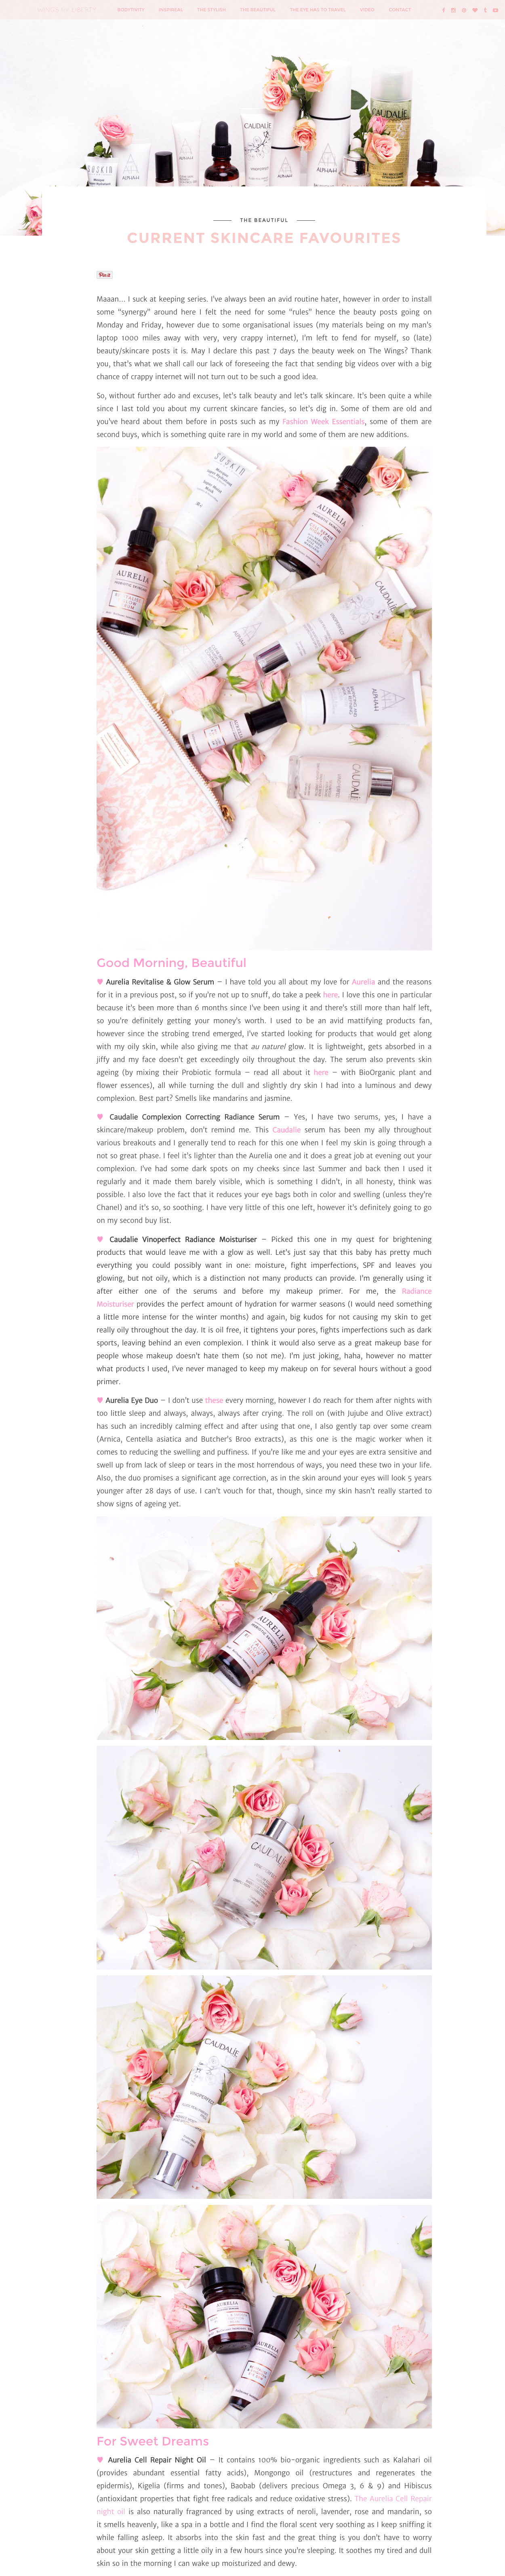 THE STYLISH
THE BEAUTIFUL
THE EYE HAS TO TRAVEL
VIDEO
CONTACT
CAUDALIE
THE BEAUTIFUL
CURRENT SKINCARE FAVOURITES
Pin it
Maaan… I suck at keeping series. I've always been an avid routine hater, however in order to install
some "synergy" around here I felt the need for some "rules" hence the beauty posts going on
Monday and Friday, however due to some organisational issues (my materials being on my man's
laptop 1000 miles away with very, very crappy internet), I'm left to fend for myself, so (late)
beauty/skincare posts it is. May I declare this past 7 days the beauty week on The Wings? Thank
you, that's what we shall call our lack of foreseeing the fact that sending big videos over with a big
chance of crappy internet will not turn out to be such a good idea.
So, without further ado and excuses, let's talk beauty and let's talk skincare. It's been quite a while
since I last told you about my current skincare fancies, so let's dig in. Some of them are old and
you've heard about them before in posts such as my Fashion Week Essentials, some of them are
second buys, which is something quite rare in my world and some of them are new additions.
SUSKIN
AURELIA
AURELIA
CAUDALIE
ALPHA-H
CAUDALIE
Good Morning, Beautiful
♥ Aurelia Revitalise & Glow Serum – I have told you all about my love for Aurelia and the reasons
for it in a previous post, so if you're not up to snuff, do take a peek here. I love this one in particular
because it's been more than 6 months since I've been using it and there's still more than half left,
so you're definitely getting your money's worth. I used to be an avid mattifying products fan,
however since the strobing trend emerged, I've started looking for products that would get along
with my oily skin, while also giving me that au naturel glow. It is lightweight, gets absorbed in a
jiffy and my face doesn't get exceedingly oily throughout the day. The serum also prevents skin
ageing (by mixing their Probiotic formula – read all about it here – with BioOrganic plant and
flower essences), all while turning the dull and slightly dry skin I had into a luminous and dewy
complexion. Best part? Smells like mandarins and jasmine.
♥ Caudalie Complexion Correcting Radiance Serum – Yes, I have two serums, yes, I have a
skincare/makeup problem, don't remind me. This Caudalie serum has been my ally throughout
various breakouts and I generally tend to reach for this one when I feel my skin is going through a
not so great phase. I feel it's lighter than the Aurelia one and it does a great job at evening out your
complexion. I've had some dark spots on my cheeks since last Summer and back then I used it
regularly and it made them barely visible, which is something I didn't, in all honesty, think was
possible. I also love the fact that it reduces your eye bags both in color and swelling (unless they're
Chanel) and it's so, so soothing. I have very little of this one left, however it's definitely going to go
on my second buy list.
♥ Caudalie Vinoperfect Radiance Moisturiser – Picked this one in my quest for brightening
products that would leave me with a glow as well. Let's just say that this baby has pretty much
everything you could possibly want in one: moisture, fight imperfections, SPF and leaves you
glowing, but not oily, which is a distinction not many products can provide. I'm generally using it
after either one of the serums and before my makeup primer. For me, the Radiance
Moisturiser provides the perfect amount of hydration for warmer seasons (I would need something
a little more intense for the winter months) and again, big kudos for not causing my skin to get
really oily throughout the day. It is oil free, it tightens your pores, fights imperfections such as dark
sports, leaving behind an even complexion. I think it would also serve as a great makeup base for
people whose makeup doesn't hate them (so not me). I'm just joking, haha, however no matter
what products I used, I've never managed to keep my makeup on for several hours without a good
primer.
♥ Aurelia Eye Duo – I don't use these every morning, however I do reach for them after nights with
too little sleep and always, always, always after crying. The roll on (with Jujube and Olive extract)
has such an incredibly calming effect and after using that one, I also gently tap over some cream
(Arnica, Centella asiatica and Butcher's Broo extracts), as this one is the magic worker when it
comes to reducing the swelling and puffiness. If you're like me and your eyes are extra sensitive and
swell up from lack of sleep or tears in the most horrendous of ways, you need these two in your life.
Also, the duo promises a significant age correction, as in the skin around your eyes will look 5 years
younger after 28 days of use. I can't vouch for that, though, since my skin hasn't really started to
show signs of ageing yet.
AURELIA
CAUDALIE
CAUDALIE
VINOPERFECT
AURELIA
AURELIA
For Sweet Dreams
♥ Aurelia Cell Repair Night Oil – It contains 100% bio-organic ingredients such as Kalahari oil
(provides abundant essential fatty acids), Mongongo oil (restructures and regenerates the
epidermis), Kigelia (firms and tones), Baobab (delivers precious Omega 3, 6 & 9) and Hibiscus
(antioxidant properties that fight free radicals and reduce oxidative stress). The Aurelia Cell Repair
night oil is also naturally fragranced by using extracts of neroli, lavender, rose and mandarin, so
it smells heavenly, like a spa in a bottle and I find the floral scent very soothing as I keep sniffing it
while falling asleep. It absorbs into the skin fast and the great thing is you don't have to worry
about your skin getting a little oily in a few hours since you're sleeping. It soothes my tired and dull
skin so in the morning I can wake up moisturized and dewy.